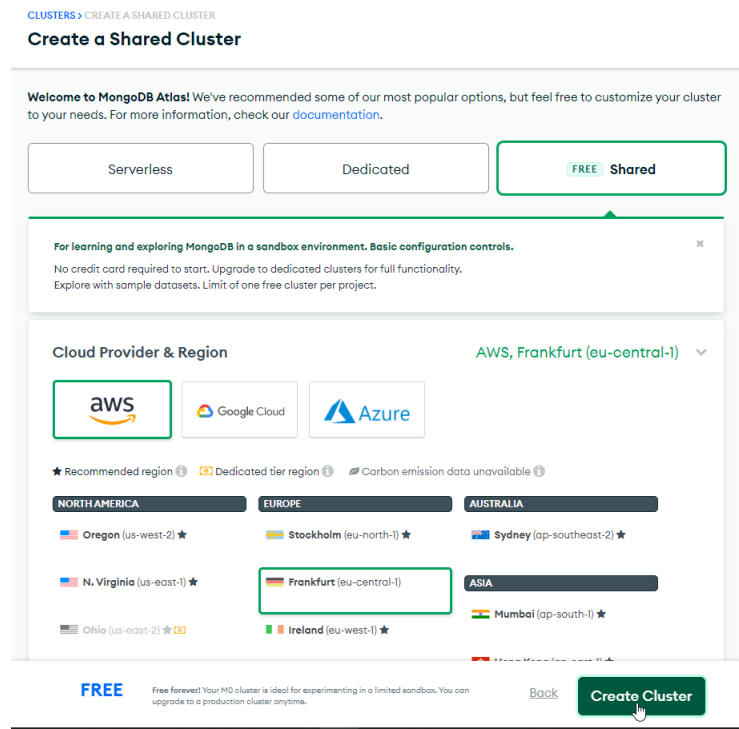 CLUSTERS > CREATE A SHARED CLUSTER
Create a Shared Cluster
Welcome to MongoDB Atlas! We've recommended some of our most popular options, but feel free to customize your cluster
to your needs. For more information, check our documentation.
Serverless
Dedicated
FREE Shared
For learning and exploring MongoDB in a sandbox environment. Basic configuration controls.
No credit card required to start. Upgrade to dedicated clusters for full functionality.
Explore with sample datasets. Limit of one free cluster per project.
Cloud Provider & Region
AWS, Frankfurt (eu-central-1)
aws
Google Cloud
Azure
Recommended region
Dedicated tier region
Carbon emission data unavailable
NORTH AMERICA
Oregon (us-west-2)
N. Virginia (us-east-1)
Ohio (us-east-2)
EUROPE
Stockholm (eu-north-1)
Frankfurt (eu-central-1)
Ireland (eu-west-1)
AUSTRALIA
Sydney (ap-southeast-2)
ASIA
Mumbai (ap-south-1)
FREE
Free forever! Your M0 cluster is ideal for experimenting in a limited sandbox. You can
upgrade to a production cluster anytime.
Back
Create Cluster